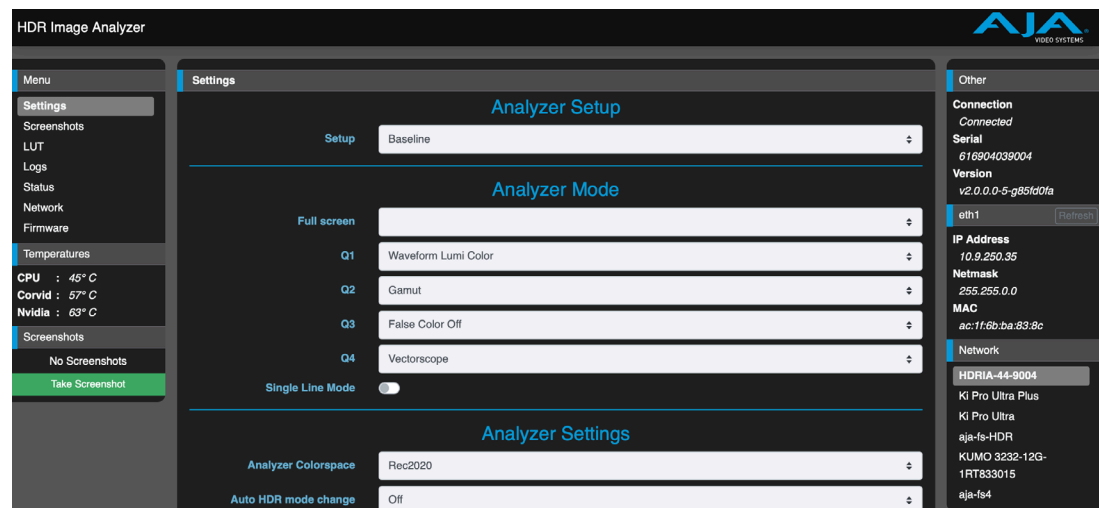 HDR Image Analyzer
AJA
VIDEO SYSTEMS
Menu
Settings
Screenshots
LUT
Logs
Status
Network
Firmware
Temperatures
CPU : 45° C
Corvid : 57° C
Nvidia : 63° C
Screenshots
No Screenshots
Take Screenshot
Settings
Analyzer Setup
Setup Baseline
Analyzer Mode
Full screen
Q1 Waveform Lumi Color
Q2 Gamut
Q3 False Color Off
Q4 Vectorscope
Single Line Mode
Analyzer Settings
Analyzer Colorspace Rec2020
Auto HDR mode change Off
Other
Connection
Connected
Serial
616904039004
Version
v2.0.0.0-5-g85fd0fa
eth1 Refresh
IP Address
10.9.250.35
Netmask
255.255.0.0
MAC
ac:1f:6b:ba:83:8c
Network
HDRIA-44-9004
Ki Pro Ultra Plus
Ki Pro Ultra
aja-fs-HDR
KUMO 3232-12G-
1RT833015
aja-fs4